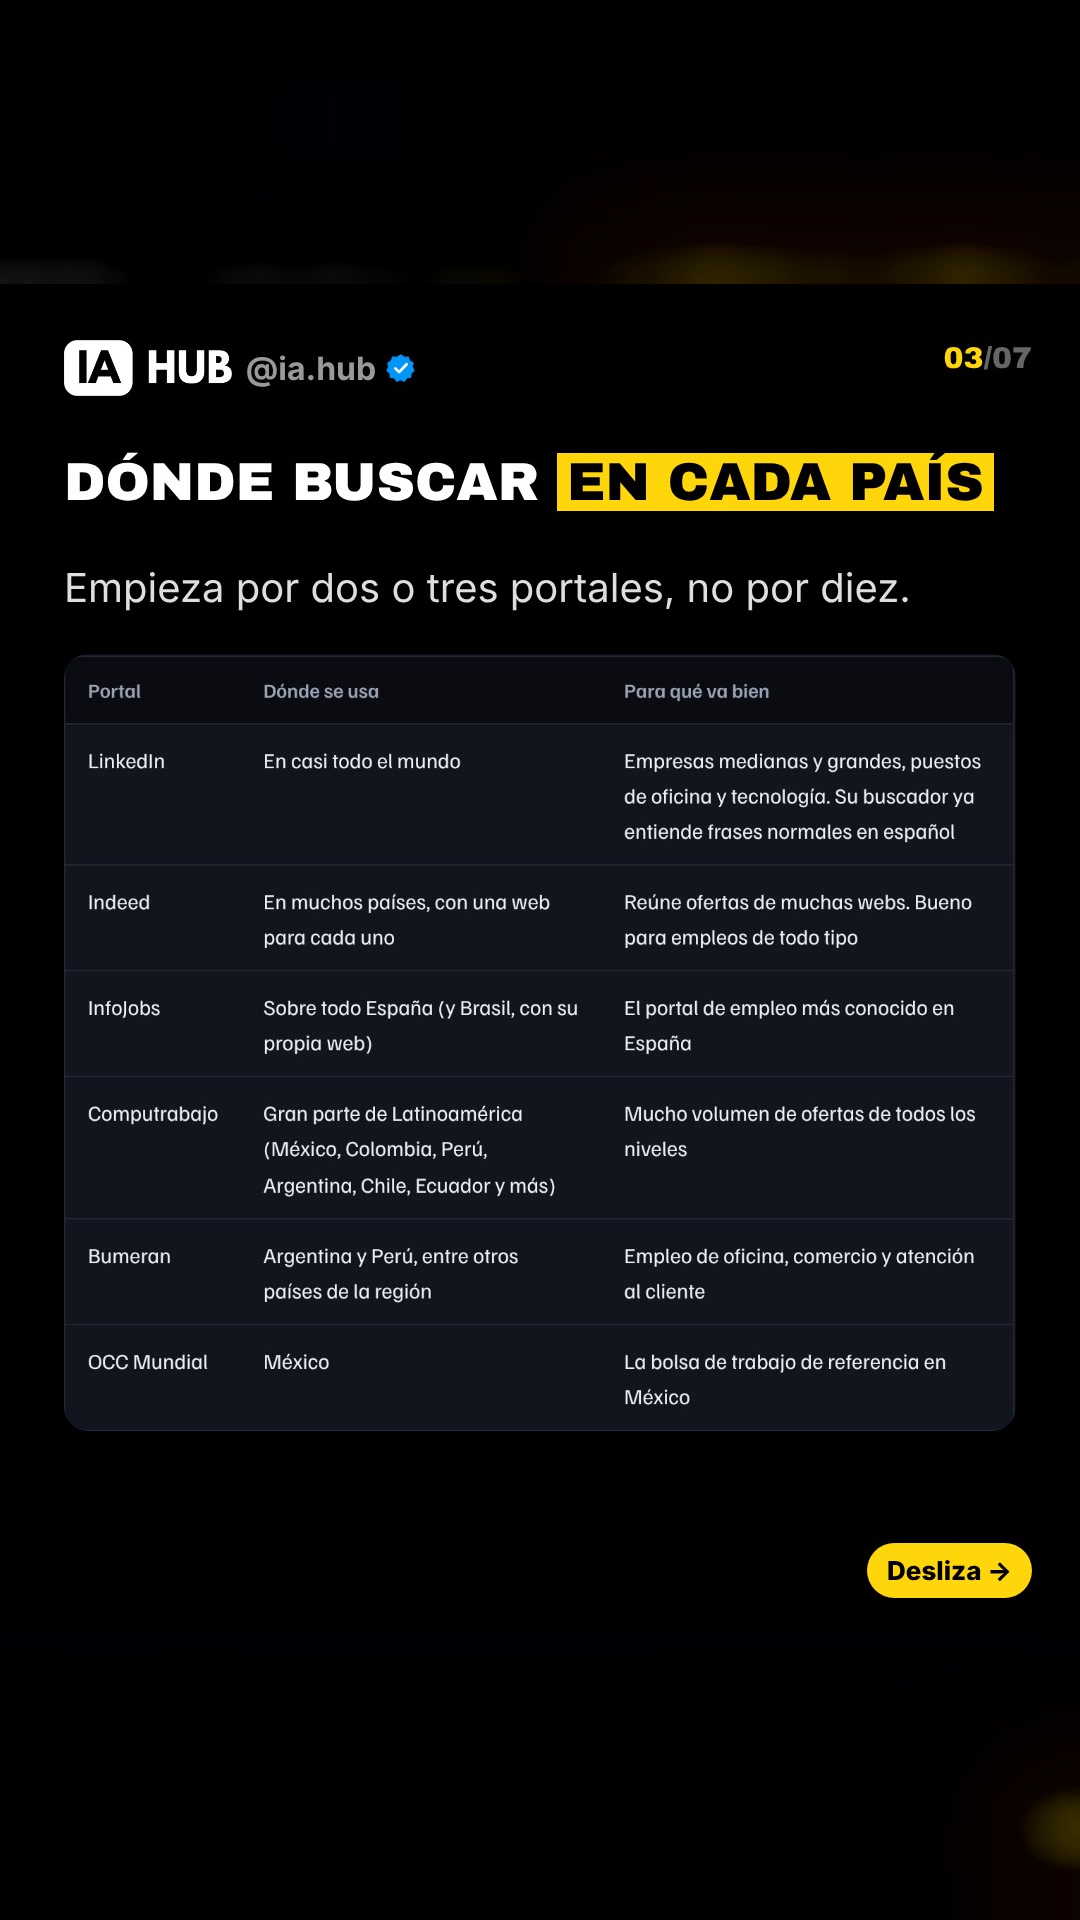 IA HUB @ia.hub
03/07
DÓNDE BUSCAR EN CADA PAÍS
Empieza por dos o tres portales, no por diez.
Portal Dónde se usa Para qué va bien
LinkedIn En casi todo el mundo Empresas medianas y grandes, puestos
de oficina y tecnología. Su buscador ya
entiende frases normales en español
Indeed En muchos países, con una web Reúne ofertas de muchas webs. Bueno
para cada uno para empleos de todo tipo
InfoJobs Sobre todo España (y Brasil, con su El portal de empleo más conocido en
propia web) España
Computrabajo Gran parte de Latinoamérica Mucho volumen de ofertas de todos los
(México, Colombia, Perú, niveles
Argentina, Chile, Ecuador y más)
Bumeran Argentina y Perú, entre otros Empleo de oficina, comercio y atención
países de la región al cliente
OCC Mundial México La bolsa de trabajo de referencia en
México
Desliza →